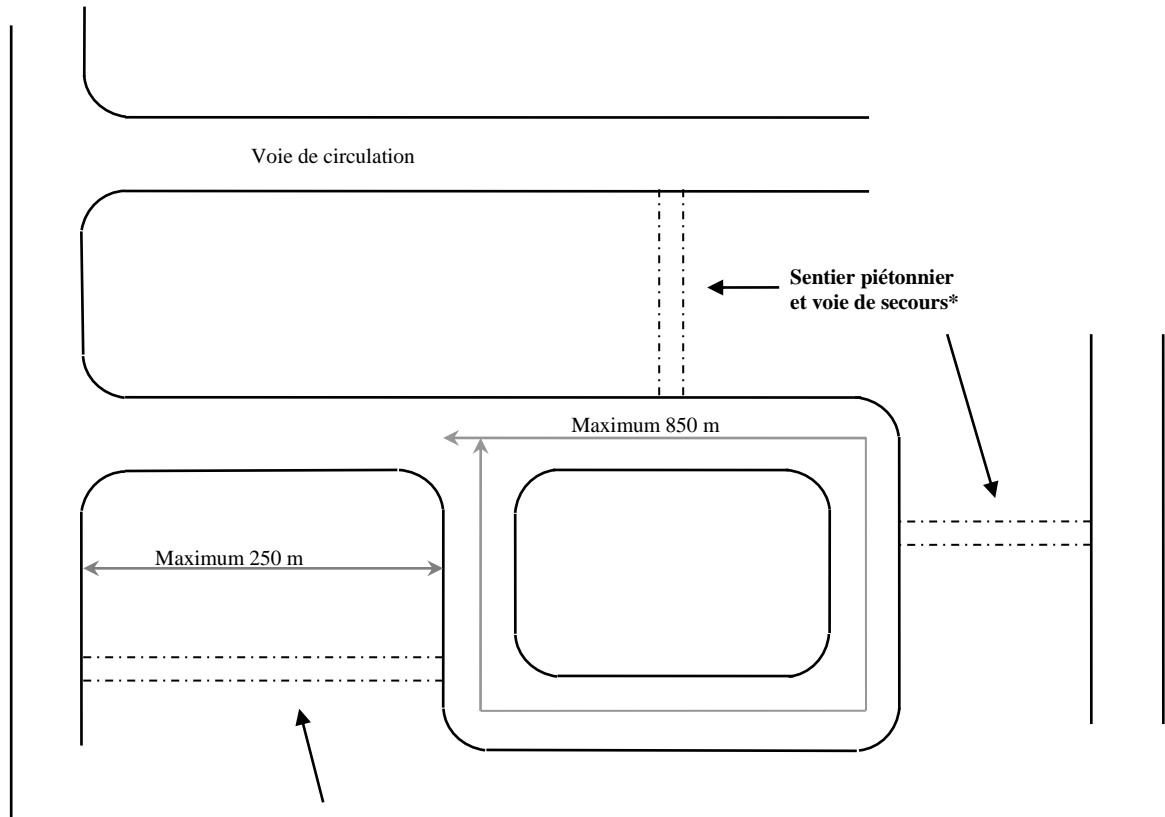 Voie de circulation
Sentier piétonnier
et voie de secours*
Maximum 850 m
Maximum 250 m